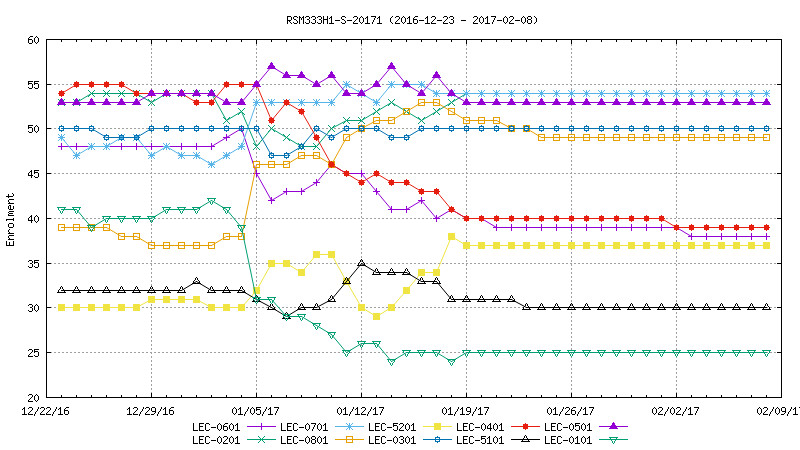 RSM333H1-S-20171 (2016-12-23 - 2017-02-08)
60
55
50
45
40
35
30
25
20
Enrolment
12/22/16 12/29/16 01/05/17 01/12/17 01/19/17 01/26/17 02/02/17 02/09/1
LEC-0601 LEC-0701 LEC-5201 LEC-0401 LEC-0501
LEC-0201 LEC-0801 LEC-0301 LEC-5101 LEC-0101